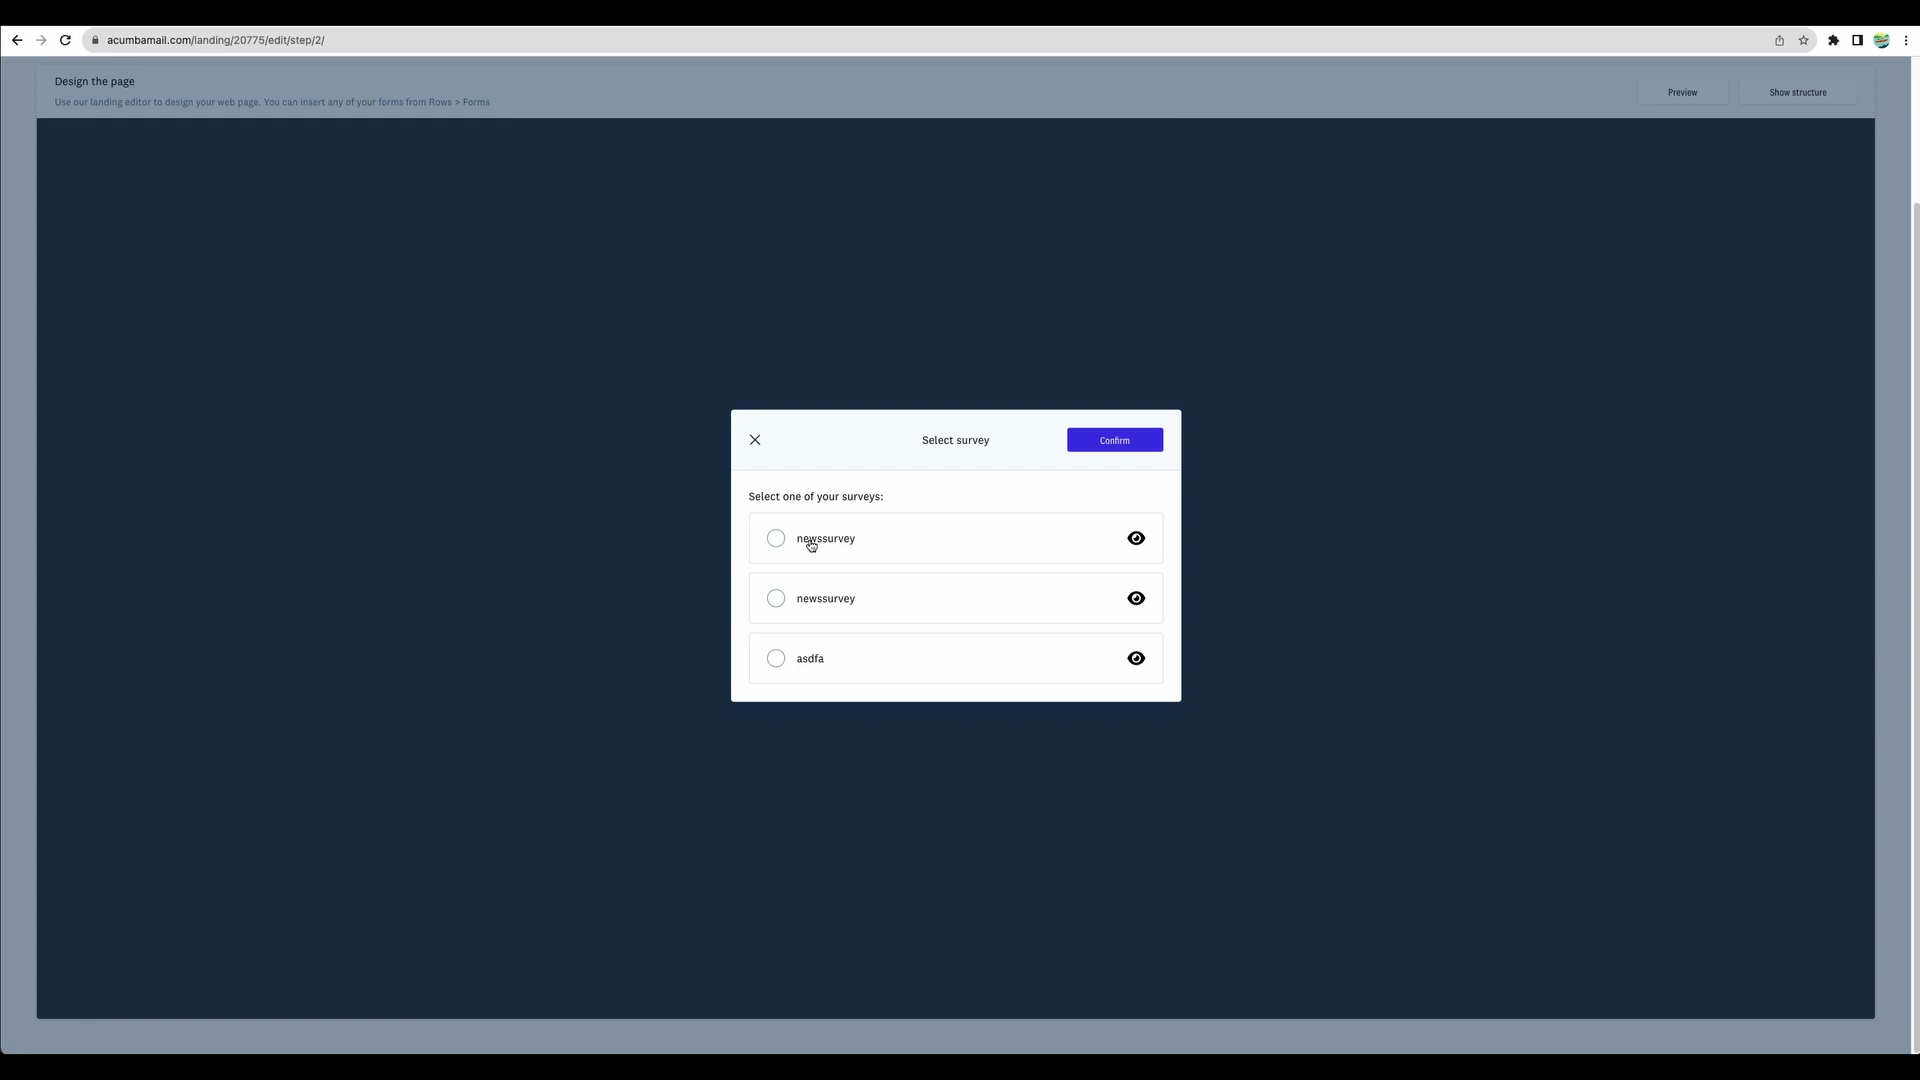 acumbamail.com/landing/20775/edit/step/2/
Design the page
Use our landing editor to design your web page. You can insert any of your forms from Rows > Forms
Preview
Show structure
Select survey
Confirm
Select one of your surveys:
newssurvey
newssurvey
asdfa